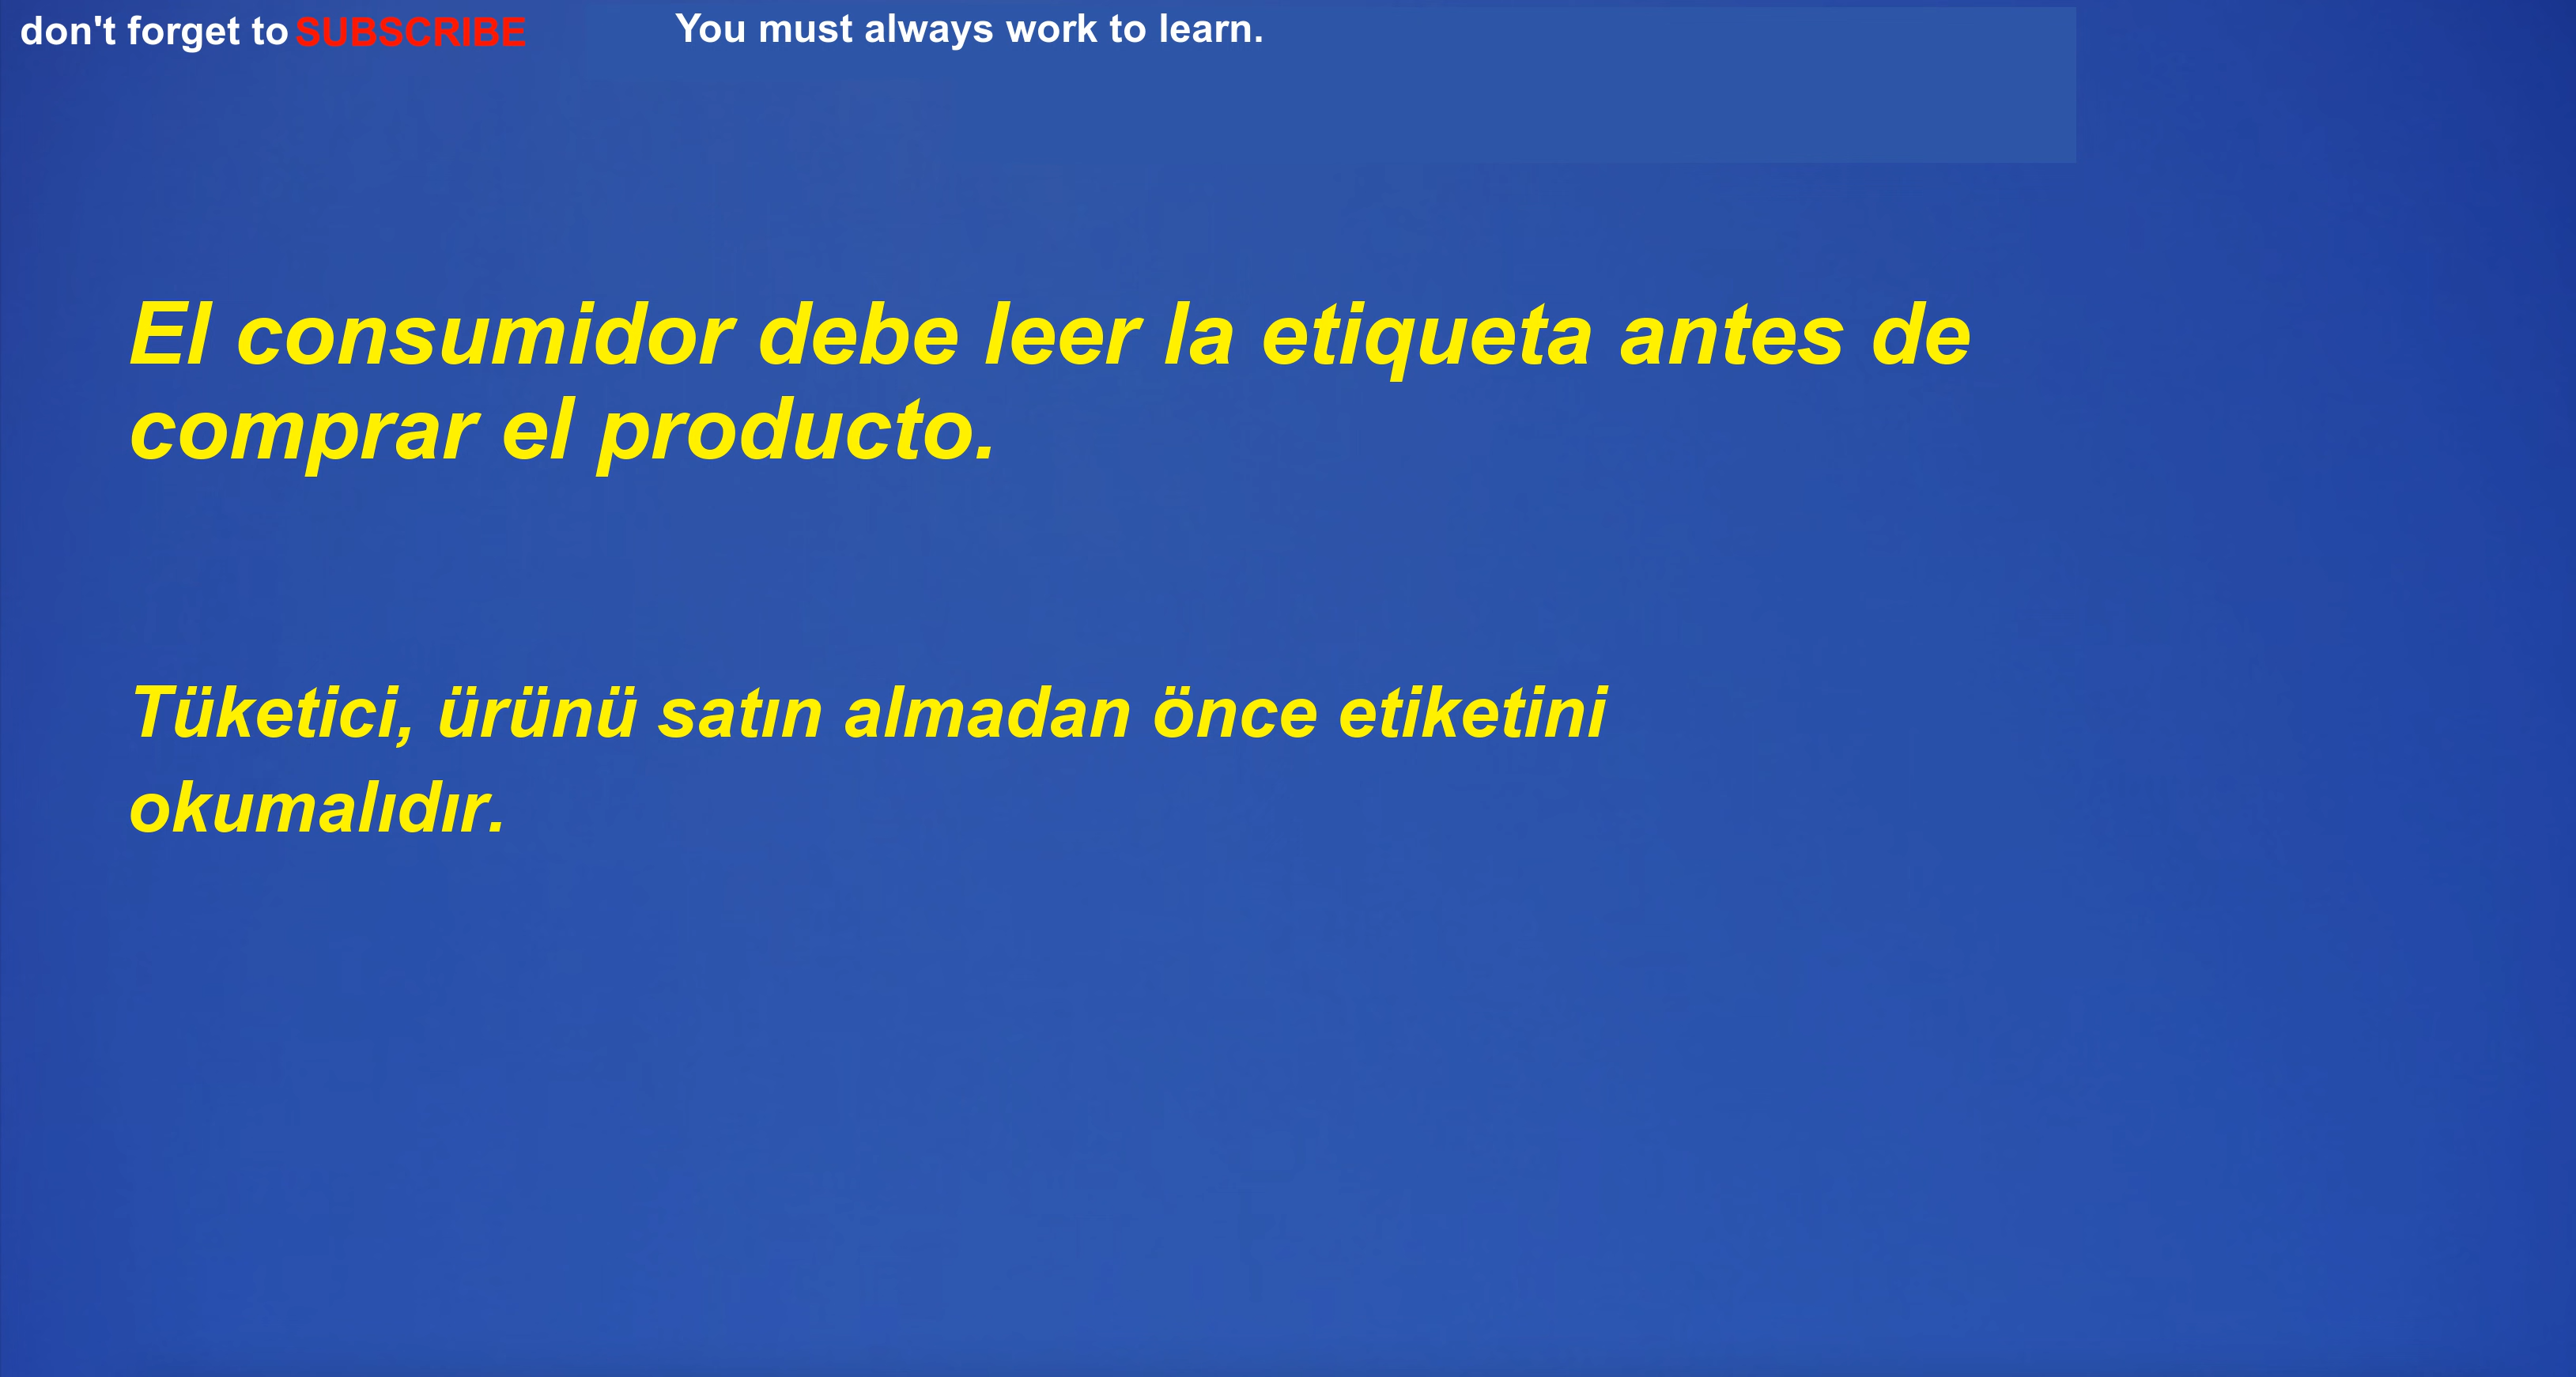 don't forget to SUBSCRIBE
You must always work to learn.
El consumidor debe leer la etiqueta antes de
comprar el producto.
Tüketici, ürünü satın almadan önce etiketini
okumalıdır.